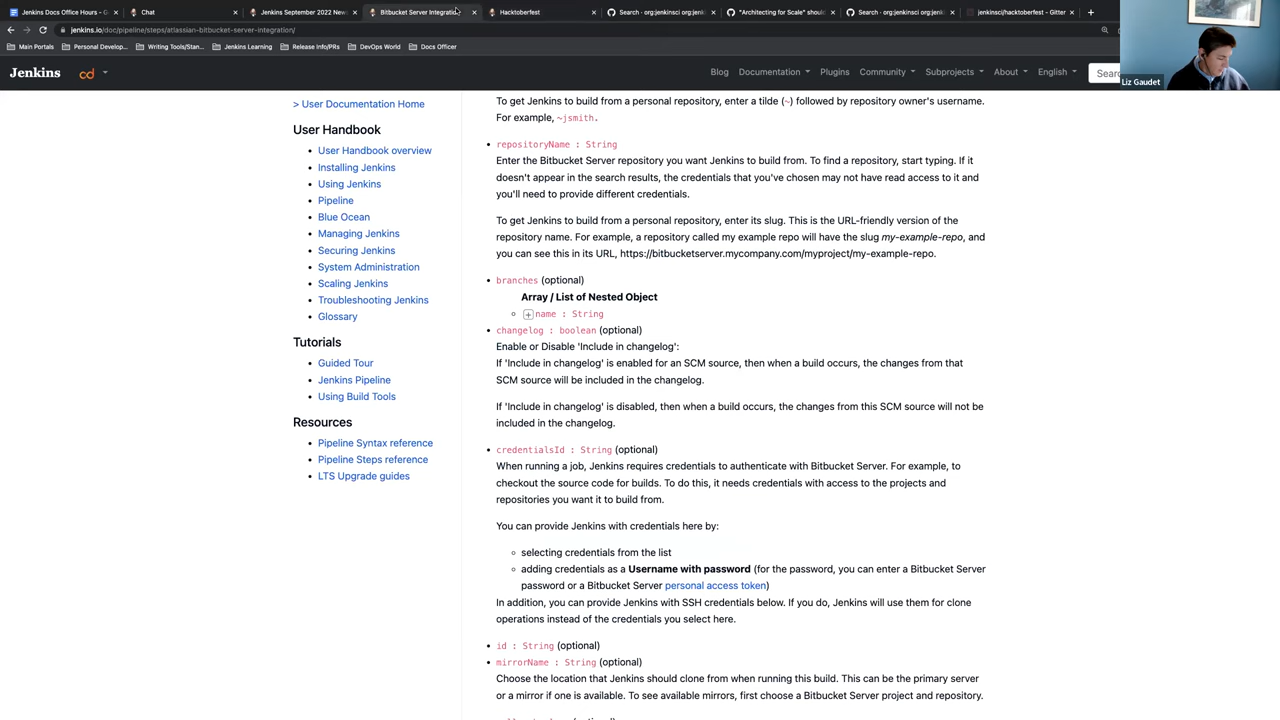 Jenkins Docs Office Hours - G
Chat
Jenkins September 2022 New
Bitbucket Server Integration
Hacktoberfest
Search · org:jenkinsci org:jen
"Architecting for Scale" shou
Search · org:jenkinsci org:jen
jenkinsci/hacktoberfest - Gitter
jenkins.io/doc/pipeline/steps/atlassian-bitbucket-server-integration/
Main Portals
Personal Develop...
Writing Tools/Stan...
Jenkins Learning
Release Info/PRs
DevOps World
Docs Officer
Liz Gaudet
Jenkins
cd
Blog
Documentation
Plugins
Community
Subprojects
About
English
Searc
> User Documentation Home
User Handbook
User Handbook overview
Installing Jenkins
Using Jenkins
Pipeline
Blue Ocean
Managing Jenkins
Securing Jenkins
System Administration
Scaling Jenkins
Troubleshooting Jenkins
Glossary
Tutorials
Guided Tour
Jenkins Pipeline
Using Build Tools
Resources
Pipeline Syntax reference
Pipeline Steps reference
LTS Upgrade guides
To get Jenkins to build from a personal repository, enter a tilde (~) followed by repository owner's username.
For example, ~jsmith.
repositoryName : String
Enter the Bitbucket Server repository you want Jenkins to build from. To find a repository, start typing. If it
doesn't appear in the search results, the credentials that you've chosen may not have read access to it and
you'll need to provide different credentials.
To get Jenkins to build from a personal repository, enter its slug. This is the URL-friendly version of the
repository name. For example, a repository called my example repo will have the slug my-example-repo, and
you can see this in its URL, https://bitbucketserver.mycompany.com/myproject/my-example-repo.
branches (optional)
Array / List of Nested Object
name : String
changelog : boolean (optional)
Enable or Disable 'Include in changelog':
If 'Include in changelog' is enabled for an SCM source, then when a build occurs, the changes from that
SCM source will be included in the changelog.
If 'Include in changelog' is disabled, then when a build occurs, the changes from this SCM source will not be
included in the changelog.
credentialsId : String (optional)
When running a job, Jenkins requires credentials to authenticate with Bitbucket Server. For example, to
checkout the source code for builds. To do this, it needs credentials with access to the projects and
repositories you want it to build from.
You can provide Jenkins with credentials here by:
selecting credentials from the list
adding credentials as a Username with password (for the password, you can enter a Bitbucket Server
password or a Bitbucket Server personal access token)
In addition, you can provide Jenkins with SSH credentials below. If you do, Jenkins will use them for clone
operations instead of the credentials you select here.
id : String (optional)
mirrorName : String (optional)
Choose the location that Jenkins should clone from when running this build. This can be the primary server
or a mirror if one is available. To see available mirrors, first choose a Bitbucket Server project and repository.